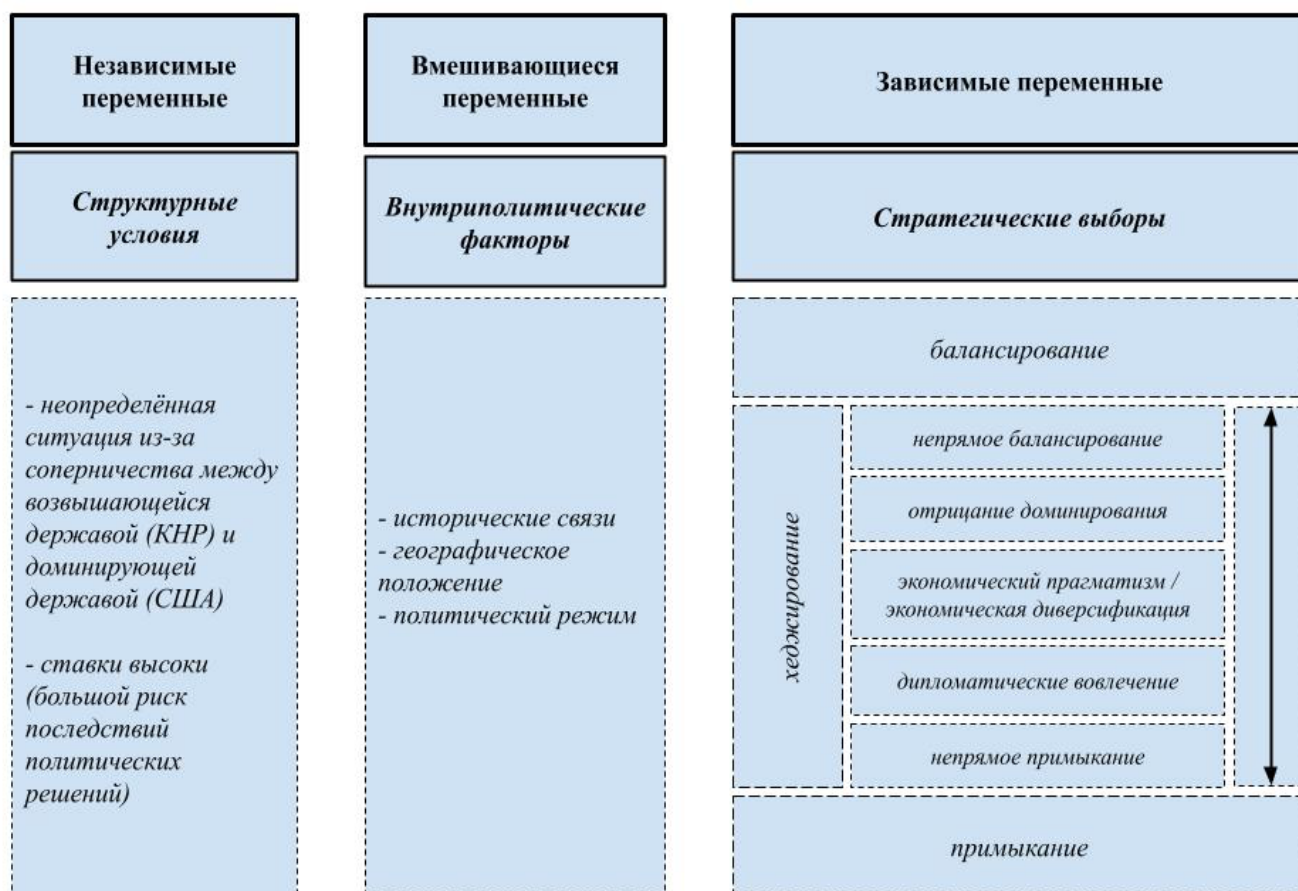 Независимые
переменные
Вмешивающиеся
переменные
Зависимые переменные
Структурные
условия
Внутриполитические
факторы
Стратегические выборы
- неопределённая
ситуация из-за
соперничества между
возвышающейся
державой (КНР) и
доминирующей
державой (США)
- ставки высоки
(большой риск
последствий
политических
решений)
- исторические связи
- географическое
положение
- политический режим
балансирование
хеджирование
непрямое балансирование
отрицание доминирования
экономический прагматизм /
экономическая диверсификация
дипломатические вовлечение
непрямое примыкание
примыкание